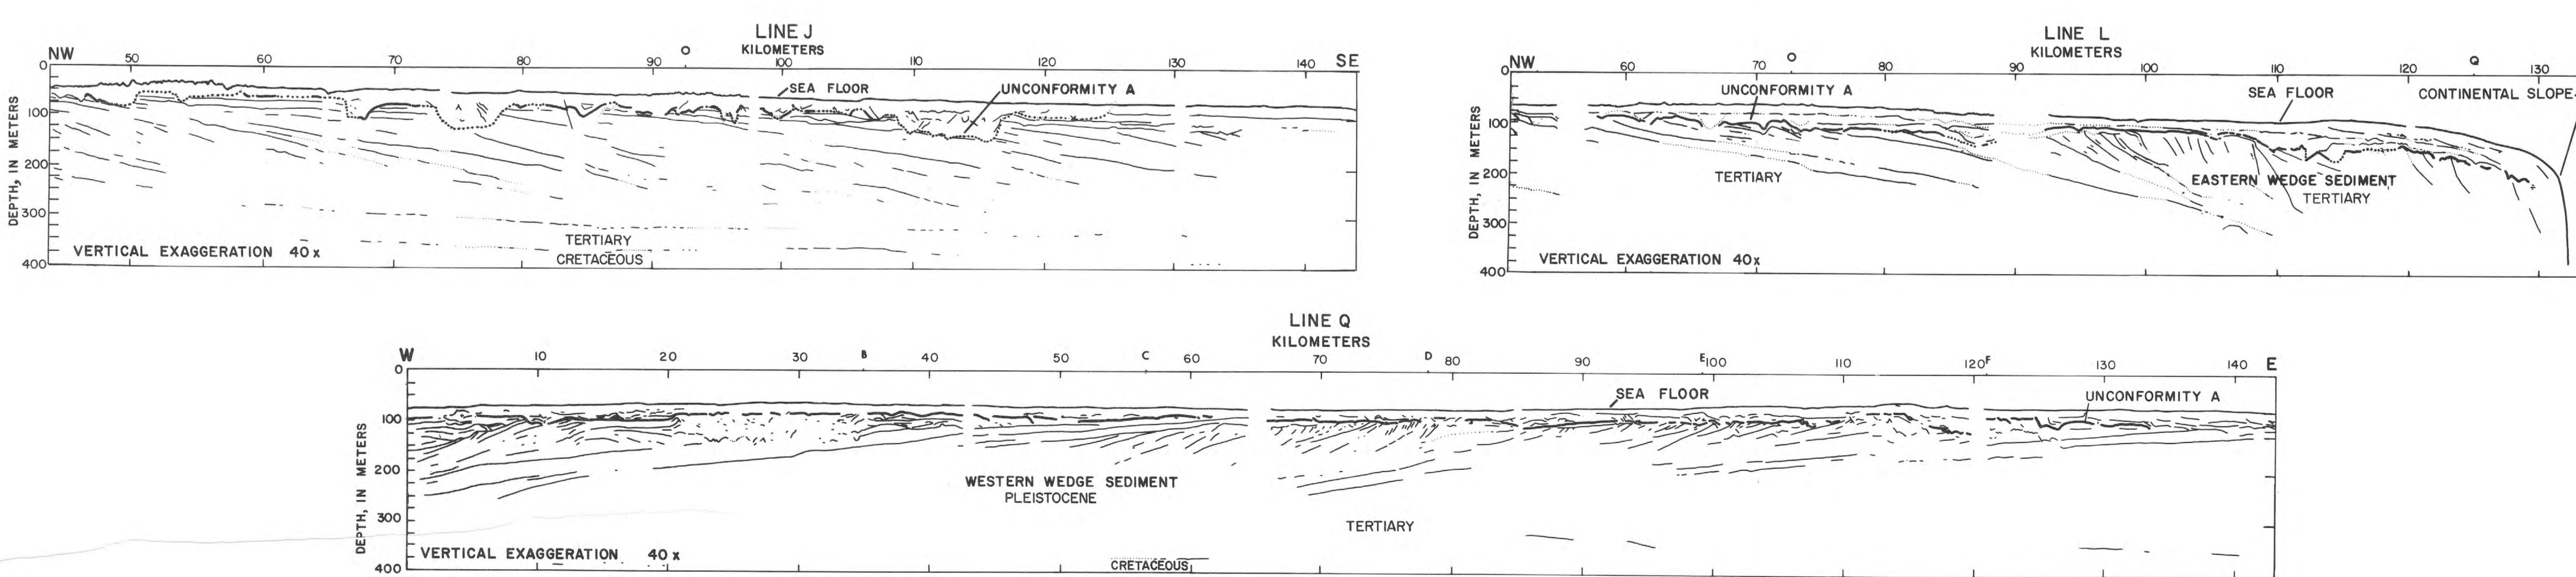 LINE J
KILOMETERS
NW 50 60 70 80 90 O 100 110 120 130 140 SE
0
100
200
300
400
DEPTH, IN METERS
SEA FLOOR
UNCONFORMITY A
TERTIARY
CRETACEOUS
VERTICAL EXAGGERATION 40x
LINE L
KILOMETERS
NW 60 70 O 80 90 100 110 120 Q 130
0
100
200
300
400
DEPTH, IN METERS
UNCONFORMITY A
SEA FLOOR
CONTINENTAL SLOPE
TERTIARY
EASTERN WEDGE SEDIMENT
TERTIARY
VERTICAL EXAGGERATION 40x
LINE Q
KILOMETERS
W 10 20 30 B 40 50 C 60 70 D 80 90 E 100 110 120 F 130 140 E
0
100
200
300
400
DEPTH, IN METERS
SEA FLOOR
UNCONFORMITY A
WESTERN WEDGE SEDIMENT
PLEISTOCENE
TERTIARY
VERTICAL EXAGGERATION 40x
CRETACEOUS